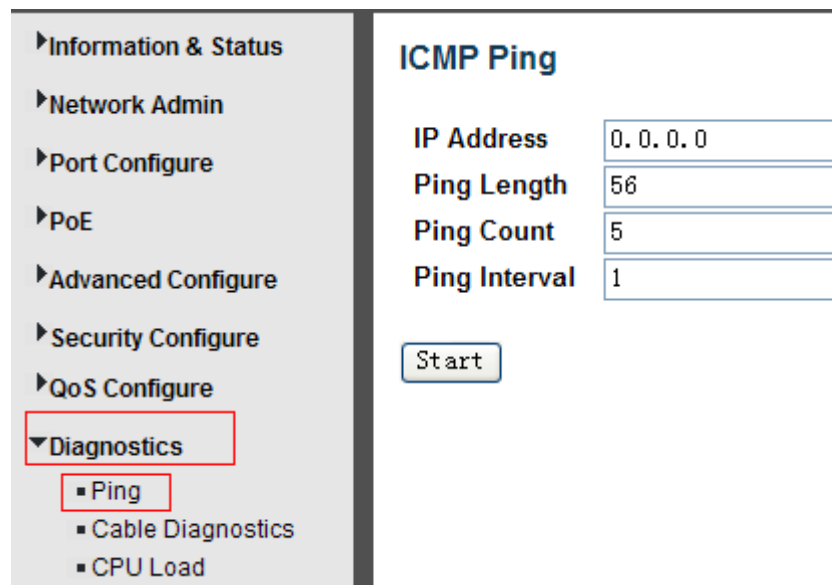 Information & Status
Network Admin
Port Configure
PoE
Advanced Configure
Security Configure
QoS Configure
Diagnostics
Ping
Cable Diagnostics
CPU Load
ICMP Ping
IP Address 0.0.0.0
Ping Length 56
Ping Count 5
Ping Interval 1
Start